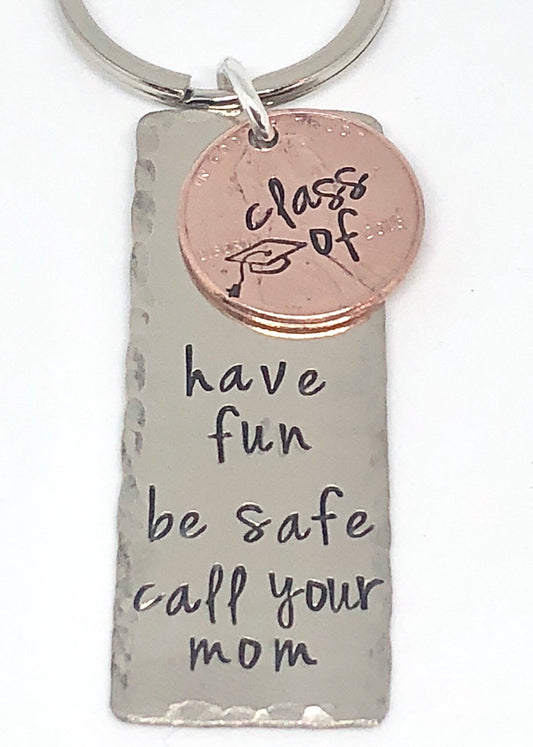 class
of
have
fun
be safe
call your
mom